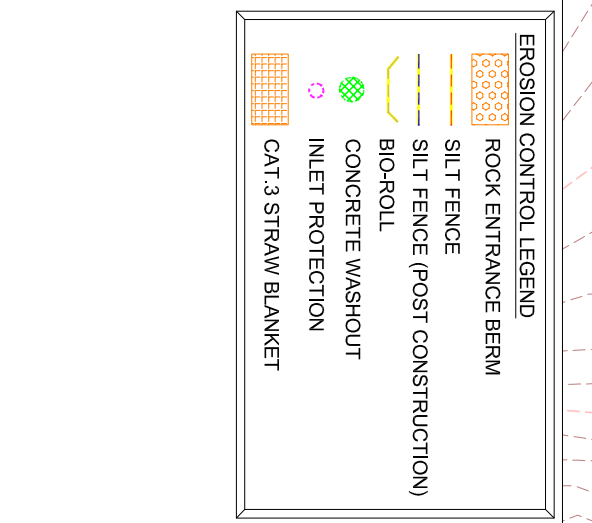 EROSION CONTROL LEGEND
ROCK ENTRANCE BERM
SILT FENCE
SILT FENCE (POST CONSTRUCTION)
BIO-ROLL
CONCRETE WASHOUT
INLET PROTECTION
CAT.3 STRAW BLANKET